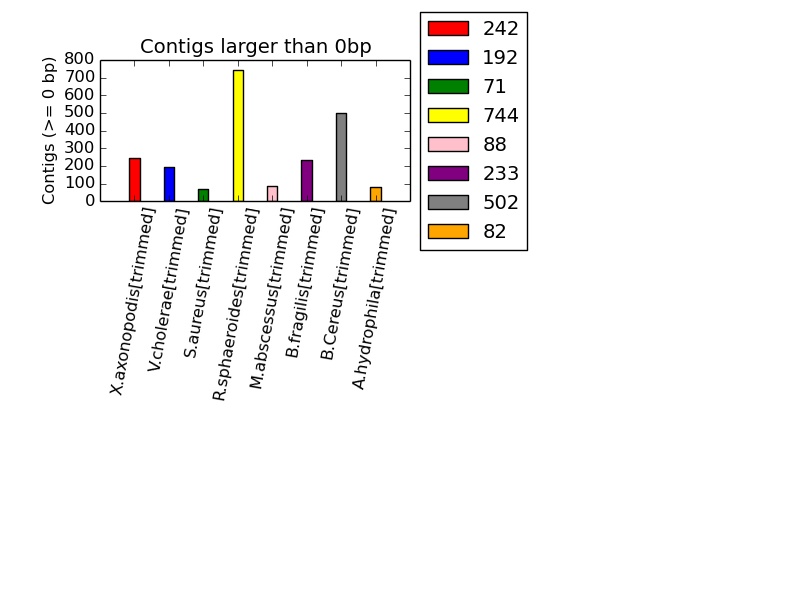 Contigs larger than 0bp
Contigs (>= 0 bp)
800
700
600
500
400
300
200
100
0
X.axonopodis[trimmed]
V.cholerae[trimmed]
S.aureus[trimmed]
R.sphaeroides[trimmed]
M.abscessus[trimmed]
B.fragilis[trimmed]
B.Cereus[trimmed]
A.hydrophila[trimmed]
242
192
71
744
88
233
502
82